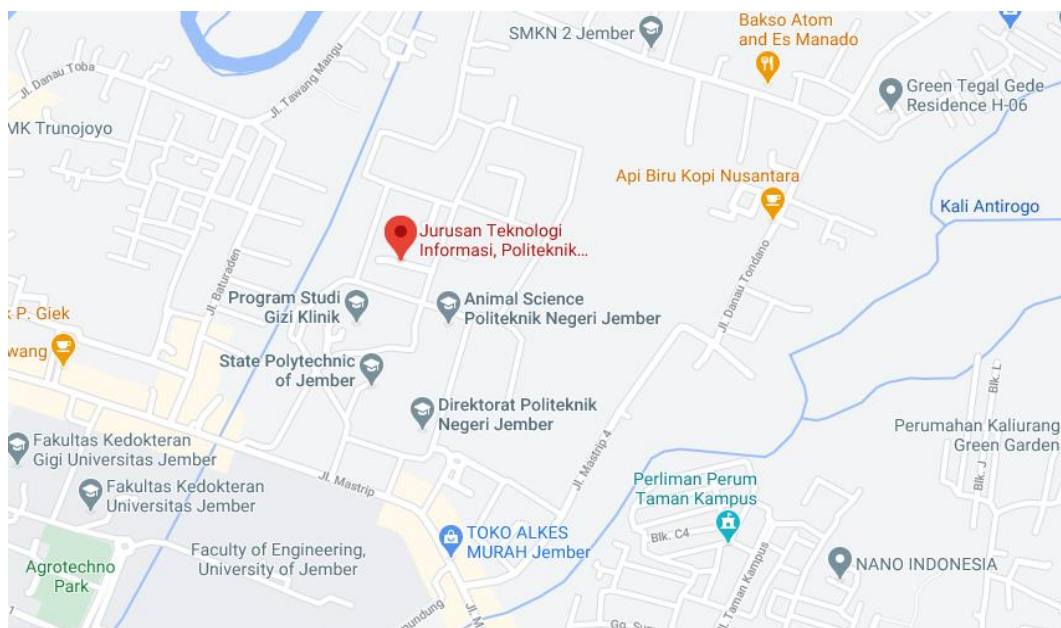 SMKN 2 Jember
Bakso Atom
and Es Manado
Jl. Danau Toba
Jl. Tawang Mangu
Green Tegal Gede
Residence H-06
MK Trunojoyo
Api Biru Kopi Nusantara
Kali Antirogo
Jurusan Teknologi
Informasi, Politeknik...
Jl. Baturaden
Jl. Danau Tondano
Program Studi
Gizi Klinik
Animal Science
Politeknik Negeri Jember
k P. Giek
wang
State Polytechnic
of Jember
Blk. L
Direktorat Politeknik
Negeri Jember
Perumahan Kaliurang
Green Garden
Fakultas Kedokteran
Gigi Universitas Jember
Jl. Mastrip 4
Jl. Mastrip
Blk. J
Perliman Perum
Taman Kampus
Fakultas Kedokteran
Universitas Jember
TOKO ALKES
MURAH Jember
Blk. C4
Faculty of Engineering,
University of Jember
NANO INDONESIA
Agrotechno
Park
Jl. Taman Kampus
Jl. M